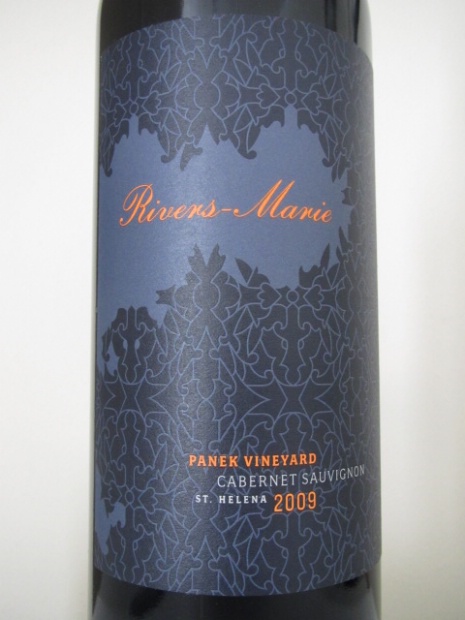 Rivers-Marie
PANEK VINEYARD
CABERNET SAUVIGNON
ST. HELENA 2009